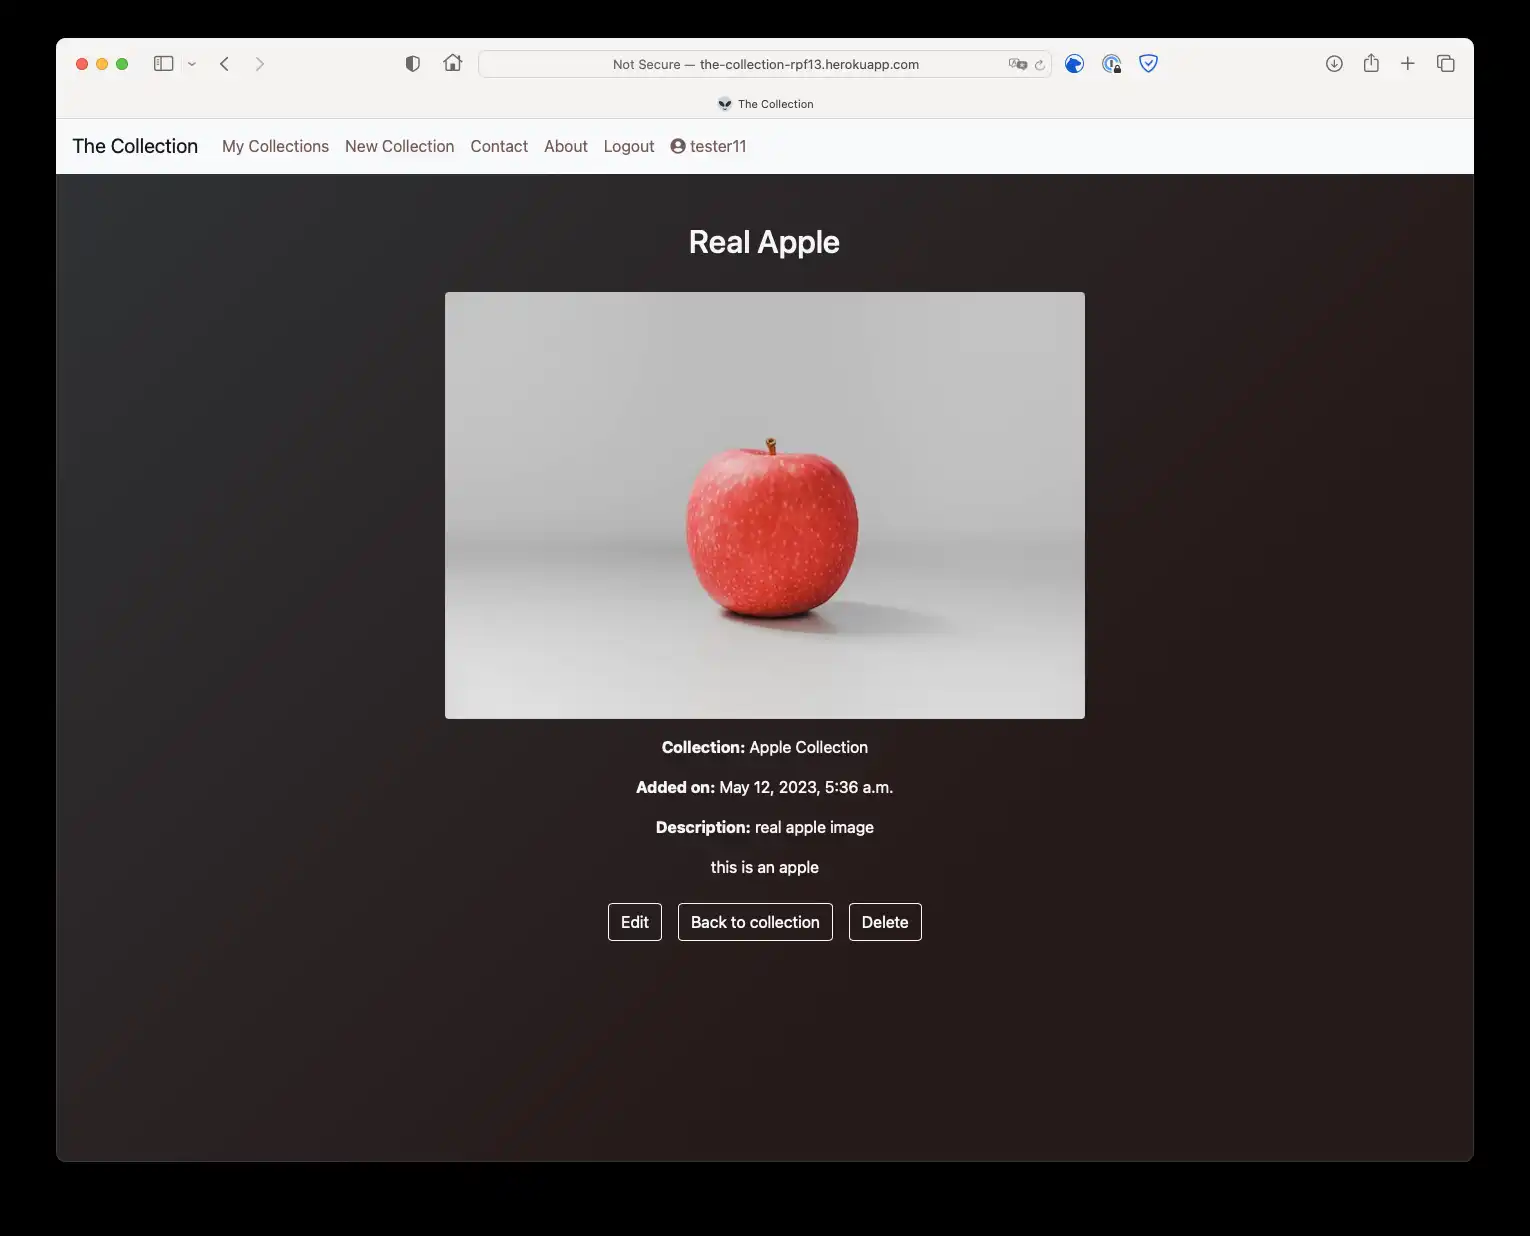 Not Secure — the-collection-rpf13.herokuapp.com
The Collection
The Collection My Collections New Collection Contact About Logout tester11
Real Apple
Collection: Apple Collection
Added on: May 12, 2023, 5:36 a.m.
Description: real apple image
this is an apple
Edit Back to collection Delete